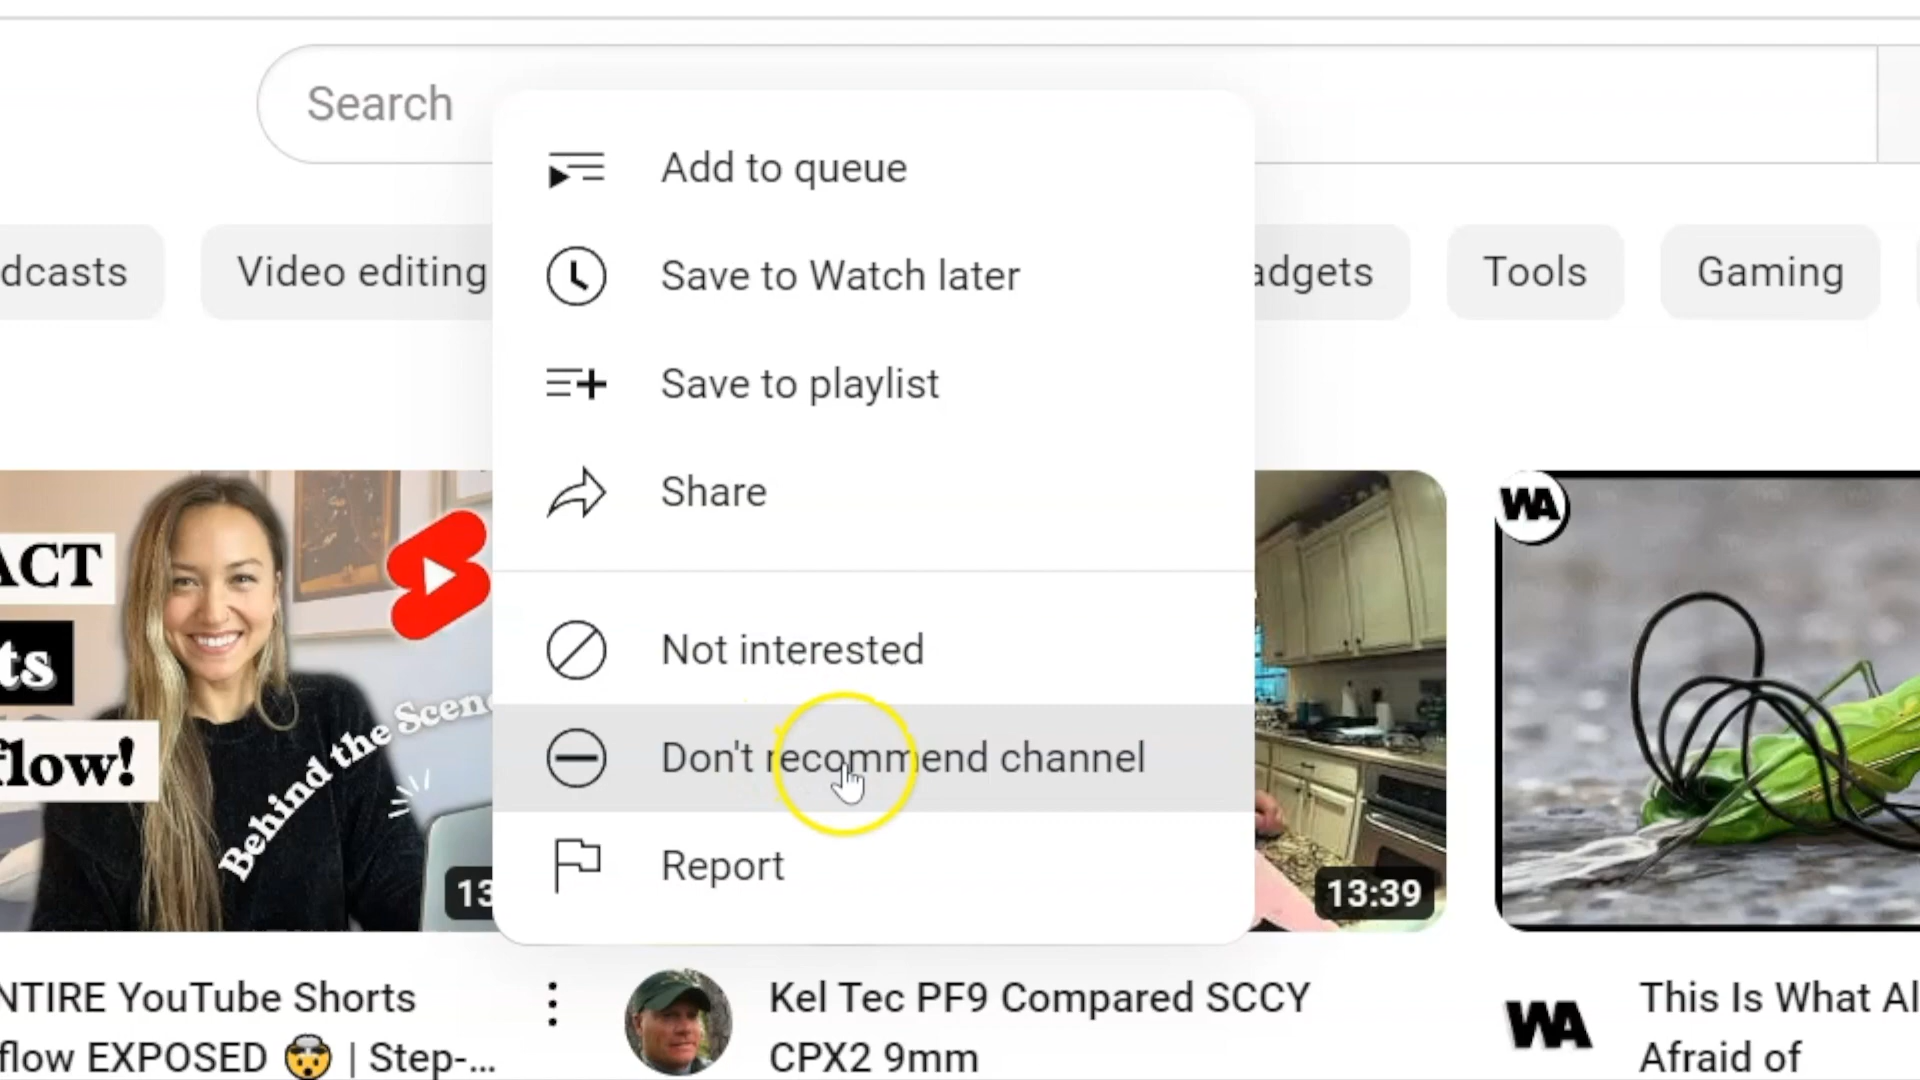 Search
dcasts
Video editing
adgets
Tools
Gaming
Add to queue
Save to Watch later
Save to playlist
Share
Not interested
Don't recommend channel
Report
ACT
ts
flow!
Behind the Scen
13
13:39
WA
NTIRE YouTube Shorts
flow EXPOSED 🤯 | Step-...
Kel Tec PF9 Compared SCCY
CPX2 9mm
WA
This Is What Al
Afraid of